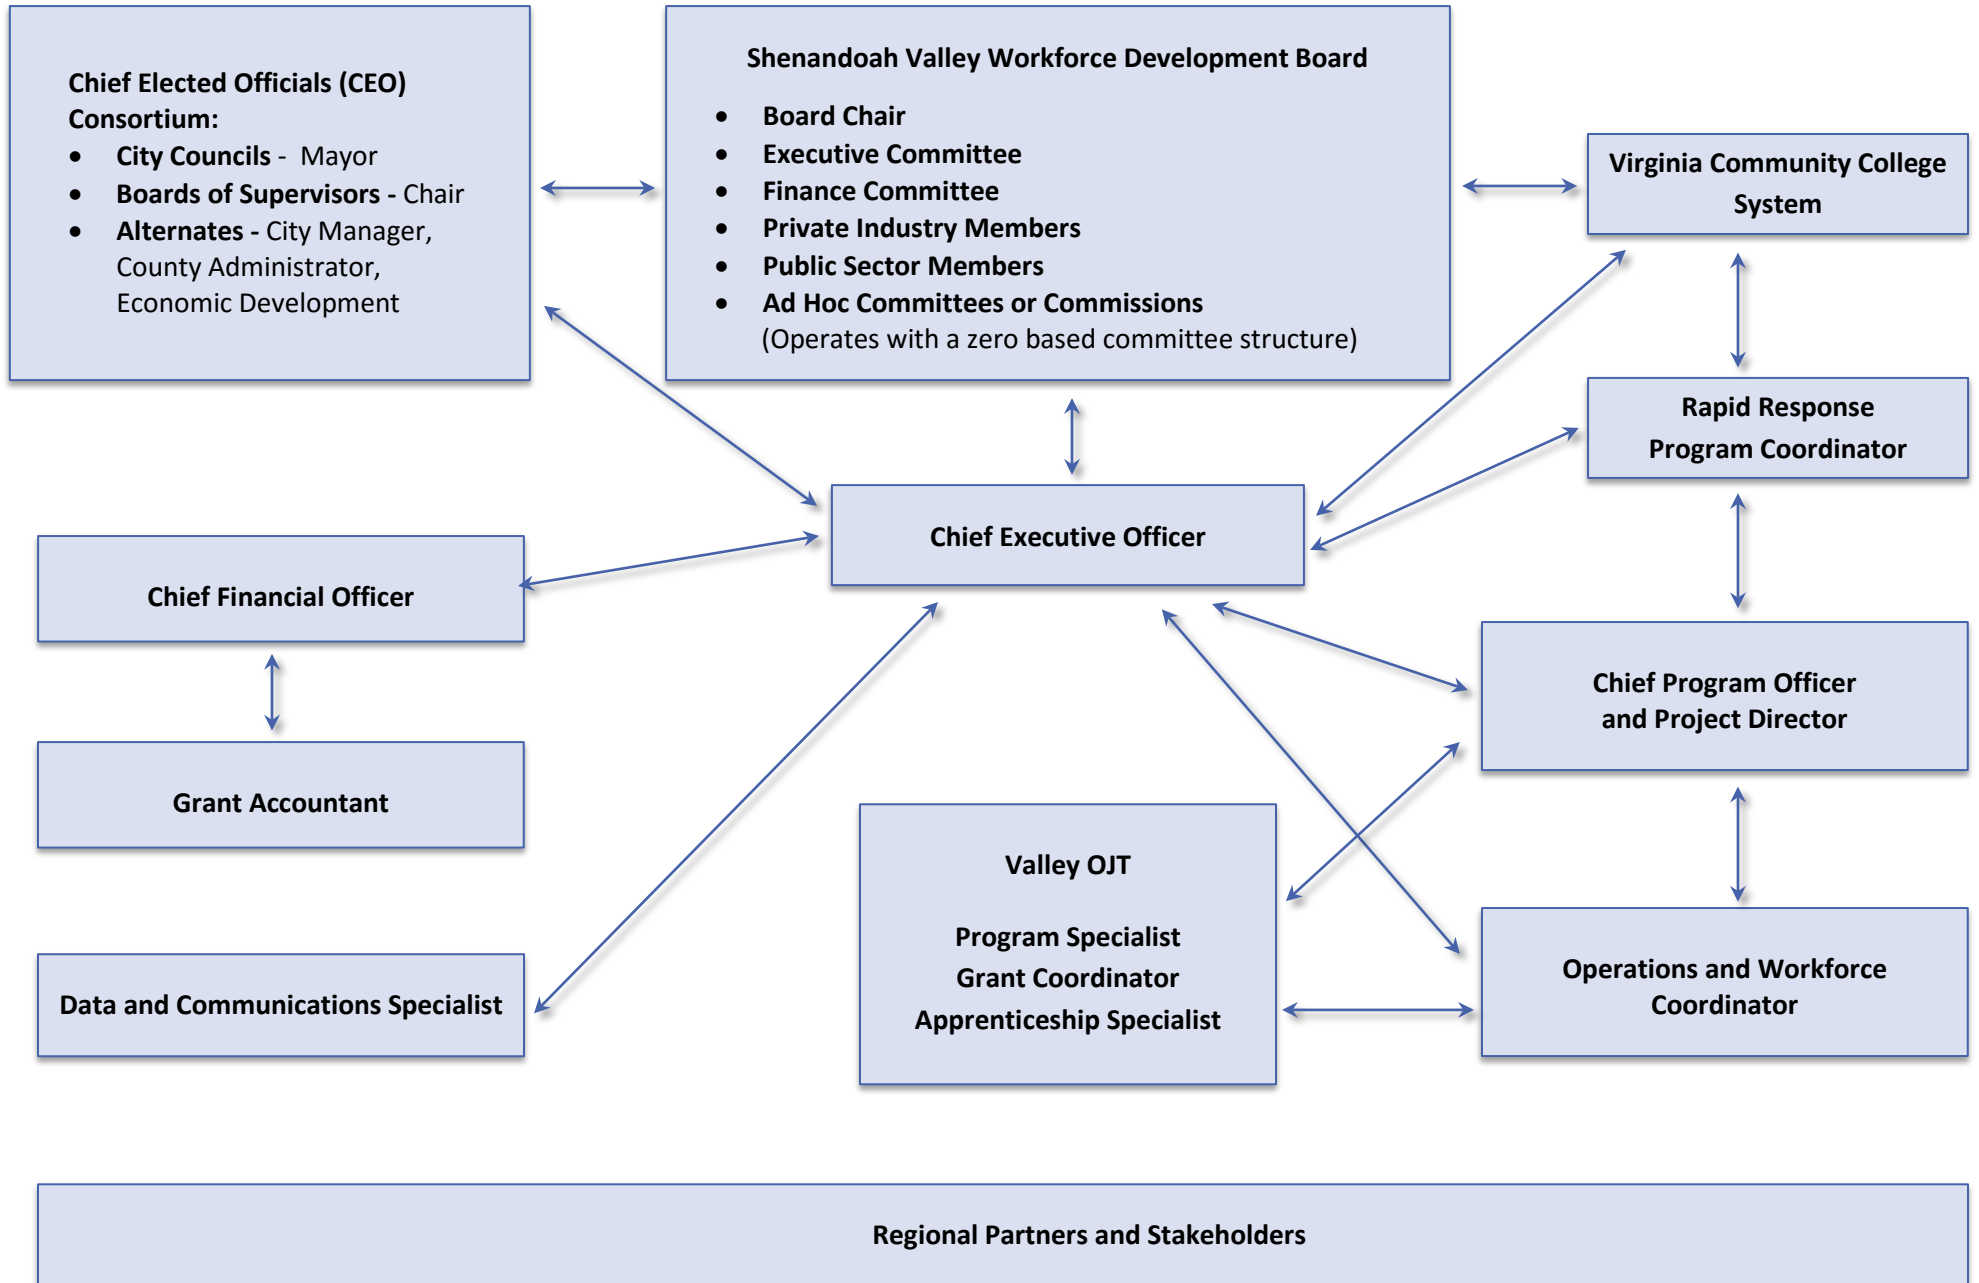 Chief Elected Officials (CEO)
Consortium:
• City Councils - Mayor
• Boards of Supervisors - Chair
• Alternates - City Manager,
County Administrator,
Economic Development
Shenandoah Valley Workforce Development Board
• Board Chair
• Executive Committee
• Finance Committee
• Private Industry Members
• Public Sector Members
• Ad Hoc Committees or Commissions
(Operates with a zero based committee structure)
Virginia Community College
System
Rapid Response
Program Coordinator
Chief Executive Officer
Chief Financial Officer
Chief Program Officer
and Project Director
Grant Accountant
Valley OJT
Program Specialist
Grant Coordinator
Apprenticeship Specialist
Operations and Workforce
Coordinator
Data and Communications Specialist
Regional Partners and Stakeholders